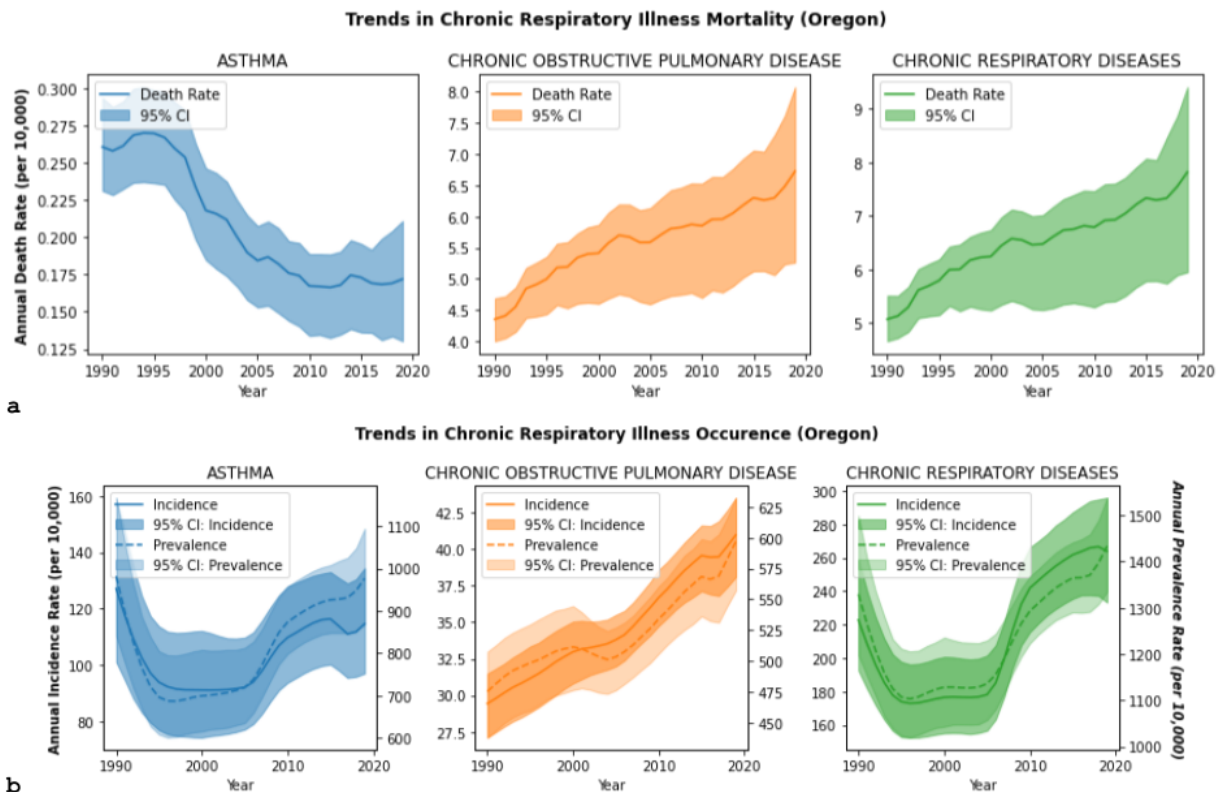 Trends in Chronic Respiratory Illness Mortality (Oregon)
ASTHMA
CHRONIC OBSTRUCTIVE PULMONARY DISEASE
CHRONIC RESPIRATORY DISEASES
Annual Death Rate (per 10,000)
0.300
0.275
0.250
0.225
0.200
0.175
0.150
0.125
Death Rate
95% CI
1990 1995 2000 2005 2010 2015 2020
Year
8.0
7.5
7.0
6.5
6.0
5.5
5.0
4.5
4.0
Death Rate
95% CI
1990 1995 2000 2005 2010 2015 2020
Year
9
8
7
6
5
Death Rate
95% CI
1990 1995 2000 2005 2010 2015 2020
Year
a
Trends in Chronic Respiratory Illness Occurence (Oregon)
ASTHMA
CHRONIC OBSTRUCTIVE PULMONARY DISEASE
CHRONIC RESPIRATORY DISEASES
Annual Incidence Rate (per 10,000)
160
140
120
100
80
Incidence
95% CI: Incidence
Prevalence
95% CI: Prevalence
1100
1000
900
800
700
600
1990 2000 2010 2020
Year
42.5
40.0
37.5
35.0
32.5
30.0
27.5
Incidence
95% CI: Incidence
Prevalence
95% CI: Prevalence
625
600
575
550
525
500
475
450
1990 2000 2010 2020
Year
300
280
260
240
220
200
180
160
Incidence
95% CI: Incidence
Prevalence
95% CI: Prevalence
1500
1400
1300
1200
1100
1000
1990 2000 2010 2020
Year
Annual Prevalence Rate (per 10,000)
b